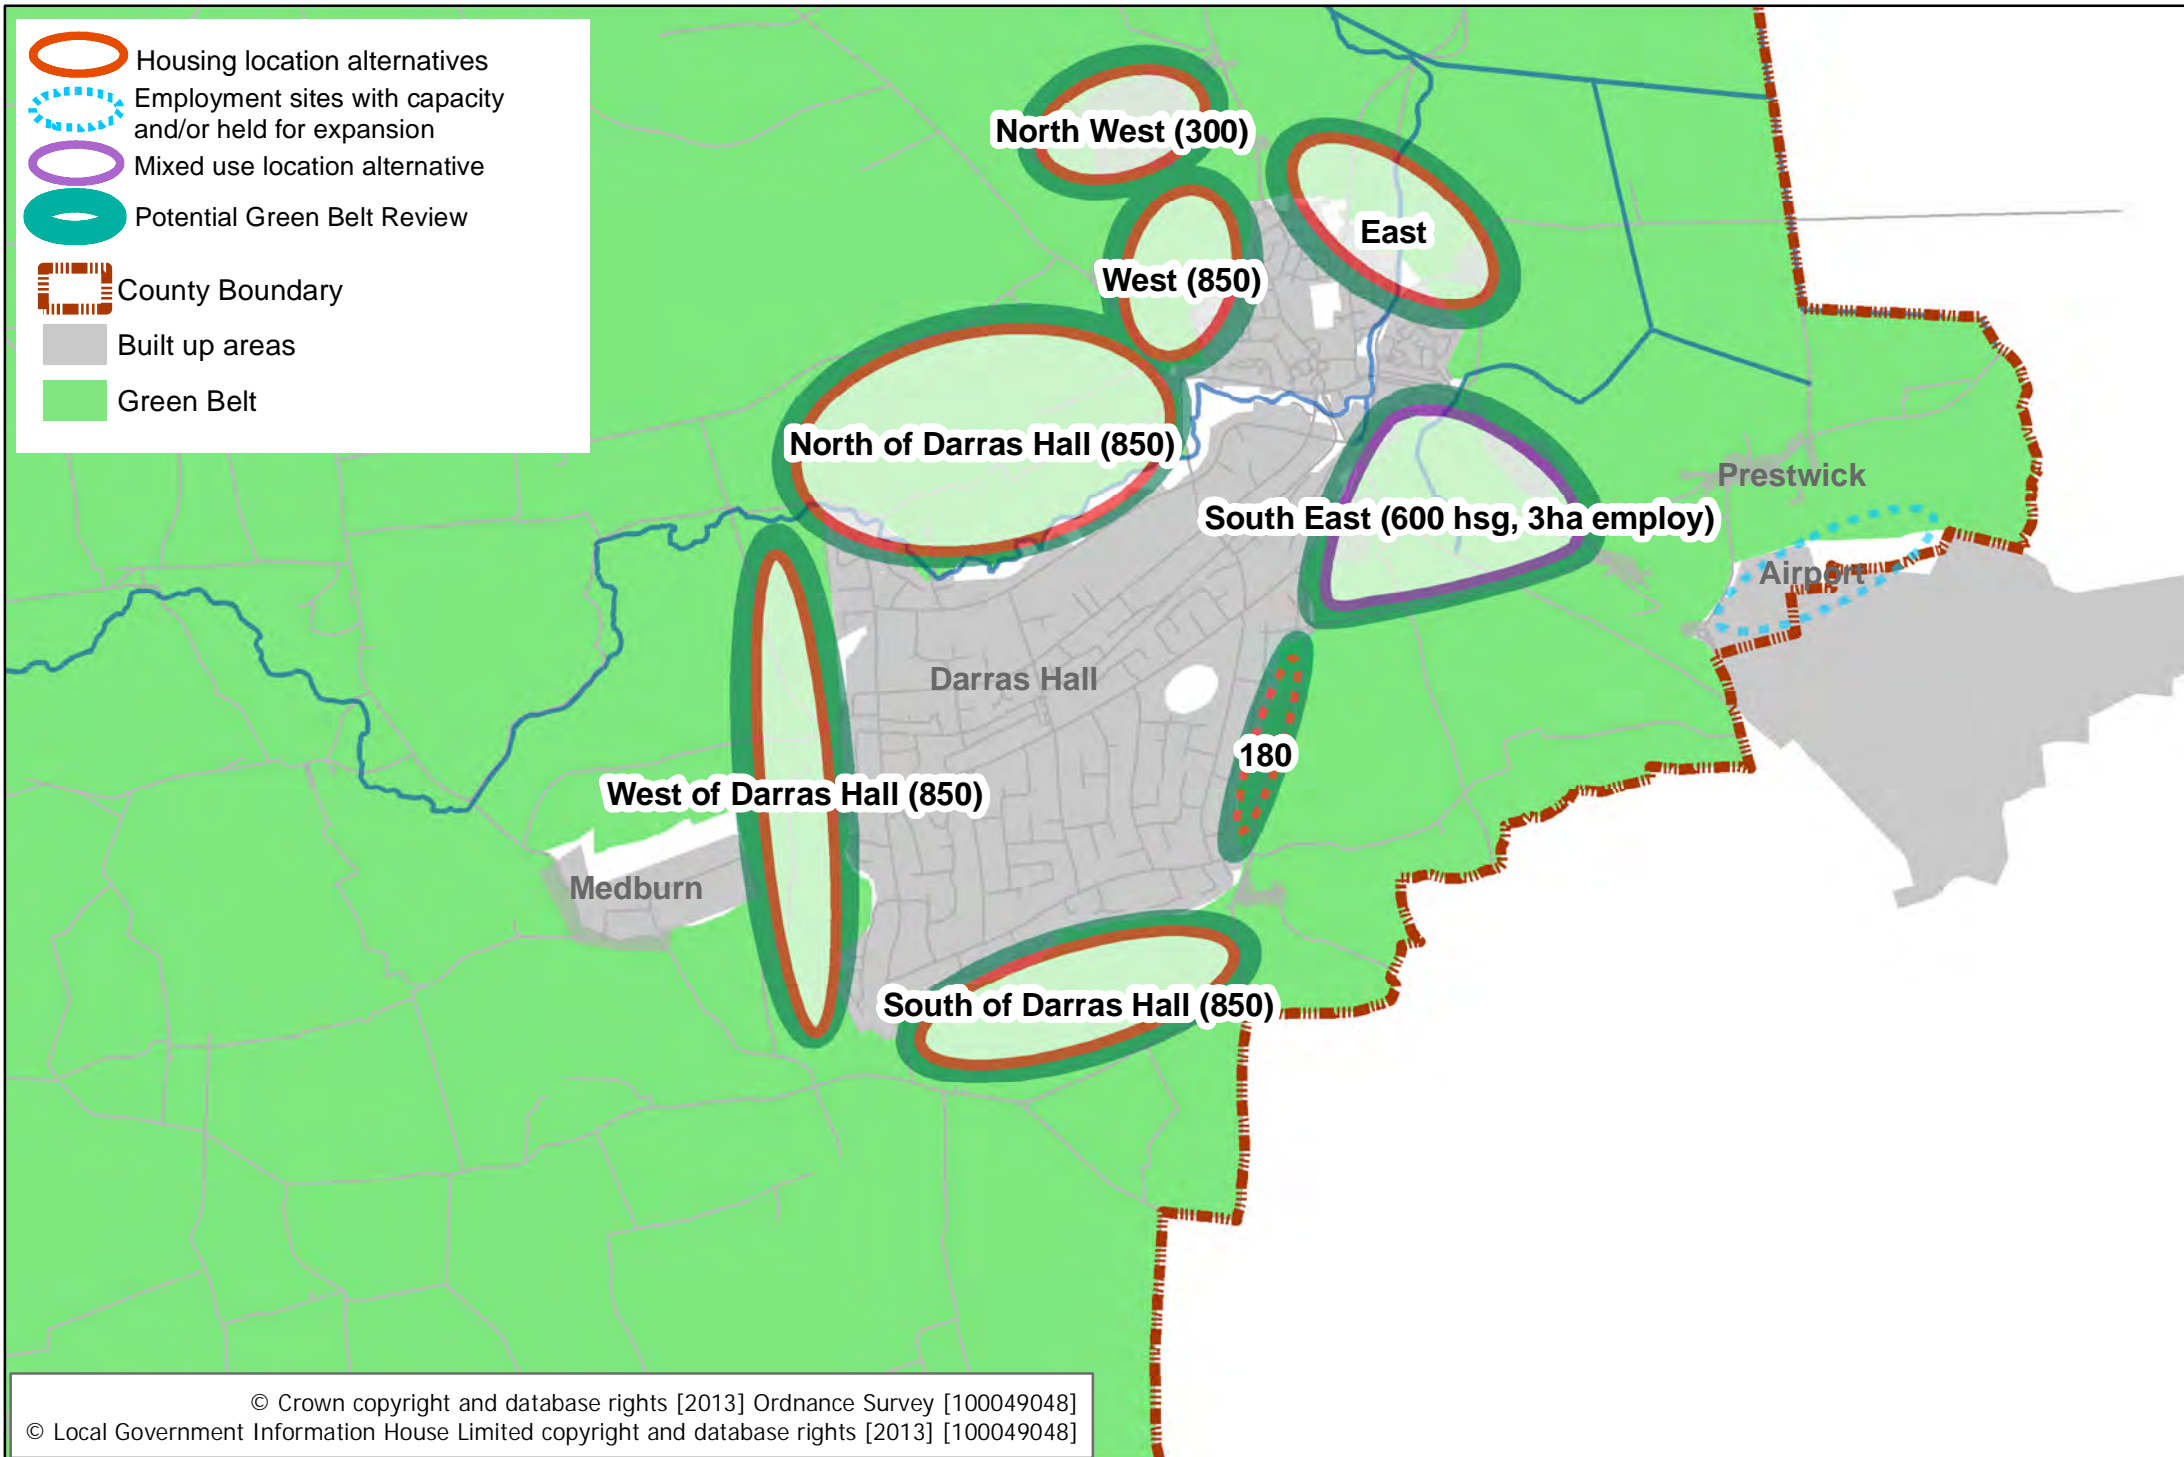 Housing location alternatives
Employment sites with capacity
and/or held for expansion
Mixed use location alternative
Potential Green Belt Review
County Boundary
Built up areas
Green Belt
North West (300)
East
West (850)
North of Darras Hall (850)
Prestwick
South East (600 hsg, 3ha employ)
Airport
Darras Hall
180
West of Darras Hall (850)
Medburn
South of Darras Hall (850)
© Crown copyright and database rights [2013] Ordnance Survey [100049048]
© Local Government Information House Limited copyright and database rights [2013] [100049048]